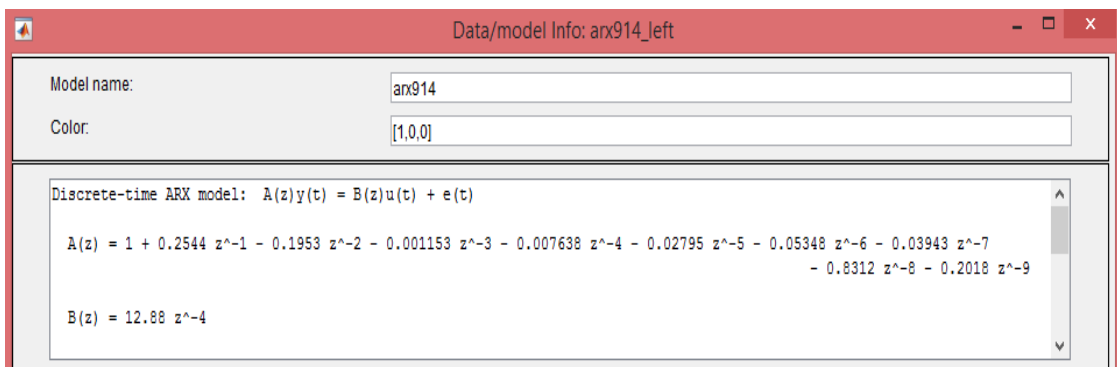 Data/model Info: arx914_left
Model name: arx914
Color: [1,0,0]
Discrete-time ARX model:  A(z)y(t) = B(z)u(t) + e(t)
A(z) = 1 + 0.2544 z^-1 - 0.1953 z^-2 - 0.001153 z^-3 - 0.007638 z^-4 - 0.02795 z^-5 - 0.05348 z^-6 - 0.03943 z^-7
- 0.8312 z^-8 - 0.2018 z^-9
B(z) = 12.88 z^-4